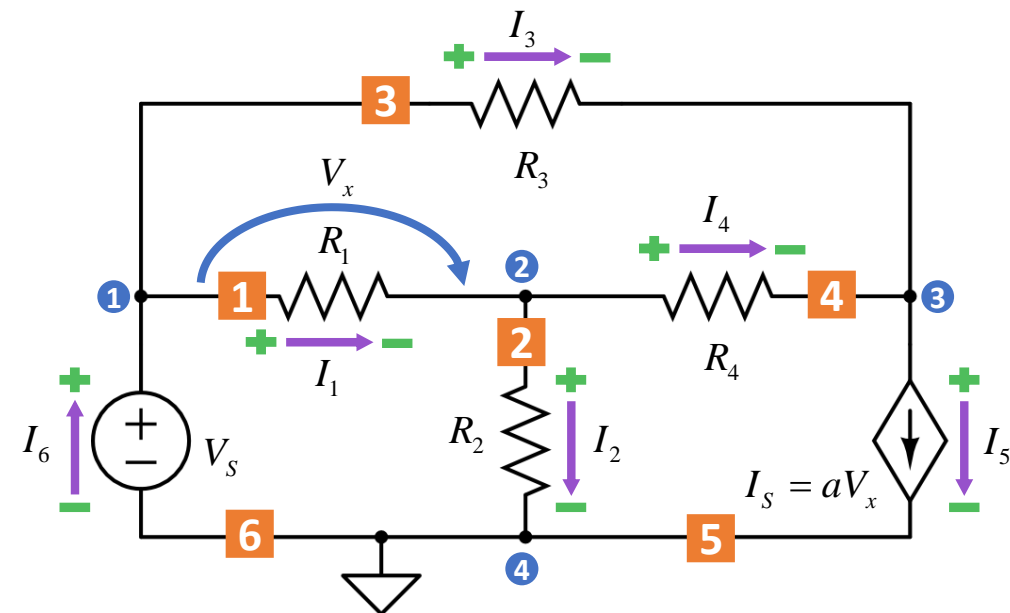 I₃
3
R₃
Vₓ
R₁
I₄
1
2
3
1
4
2
I₁
R₄
I₆
V_S
R₂
I₂
I₅
I_S = aVₓ
6
5
4